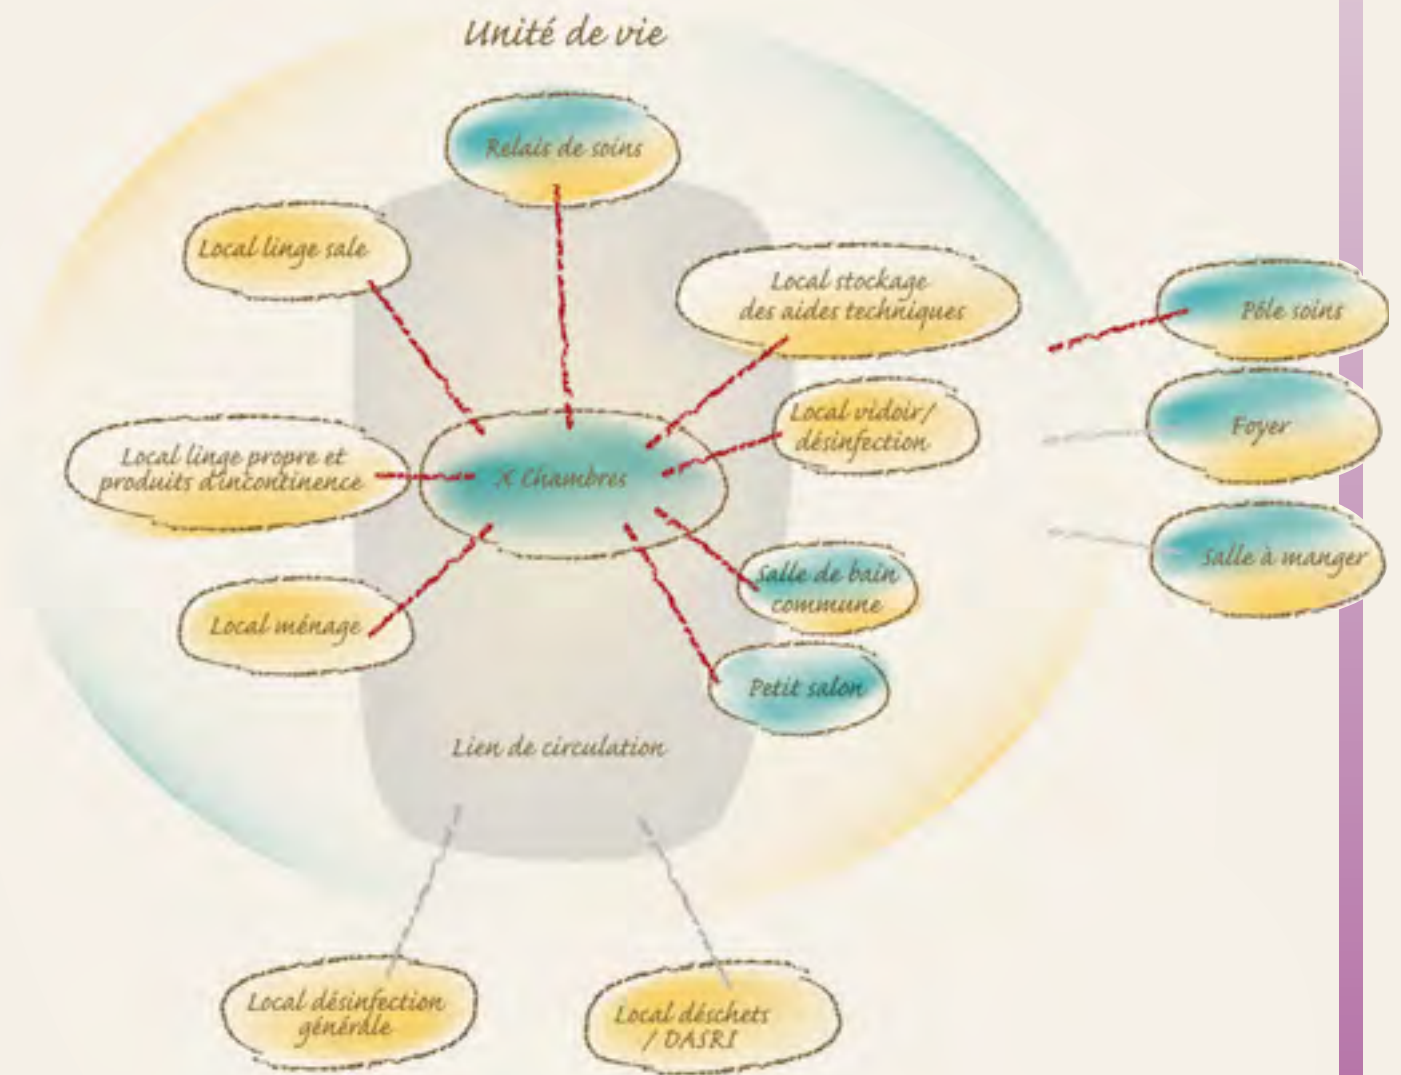 Unité de vie
Relais de soins
Local linge sale
Local stockage
des aides techniques
Pôle soins
Local vidoir/
désinfection
Foyer
Local linge propre et
produits d'incontinence
X Chambres
Salle à manger
Salle de bain
commune
Local ménage
Petit salon
Lien de circulation
Local désinfection
générale
Local déschets
/ DASRI